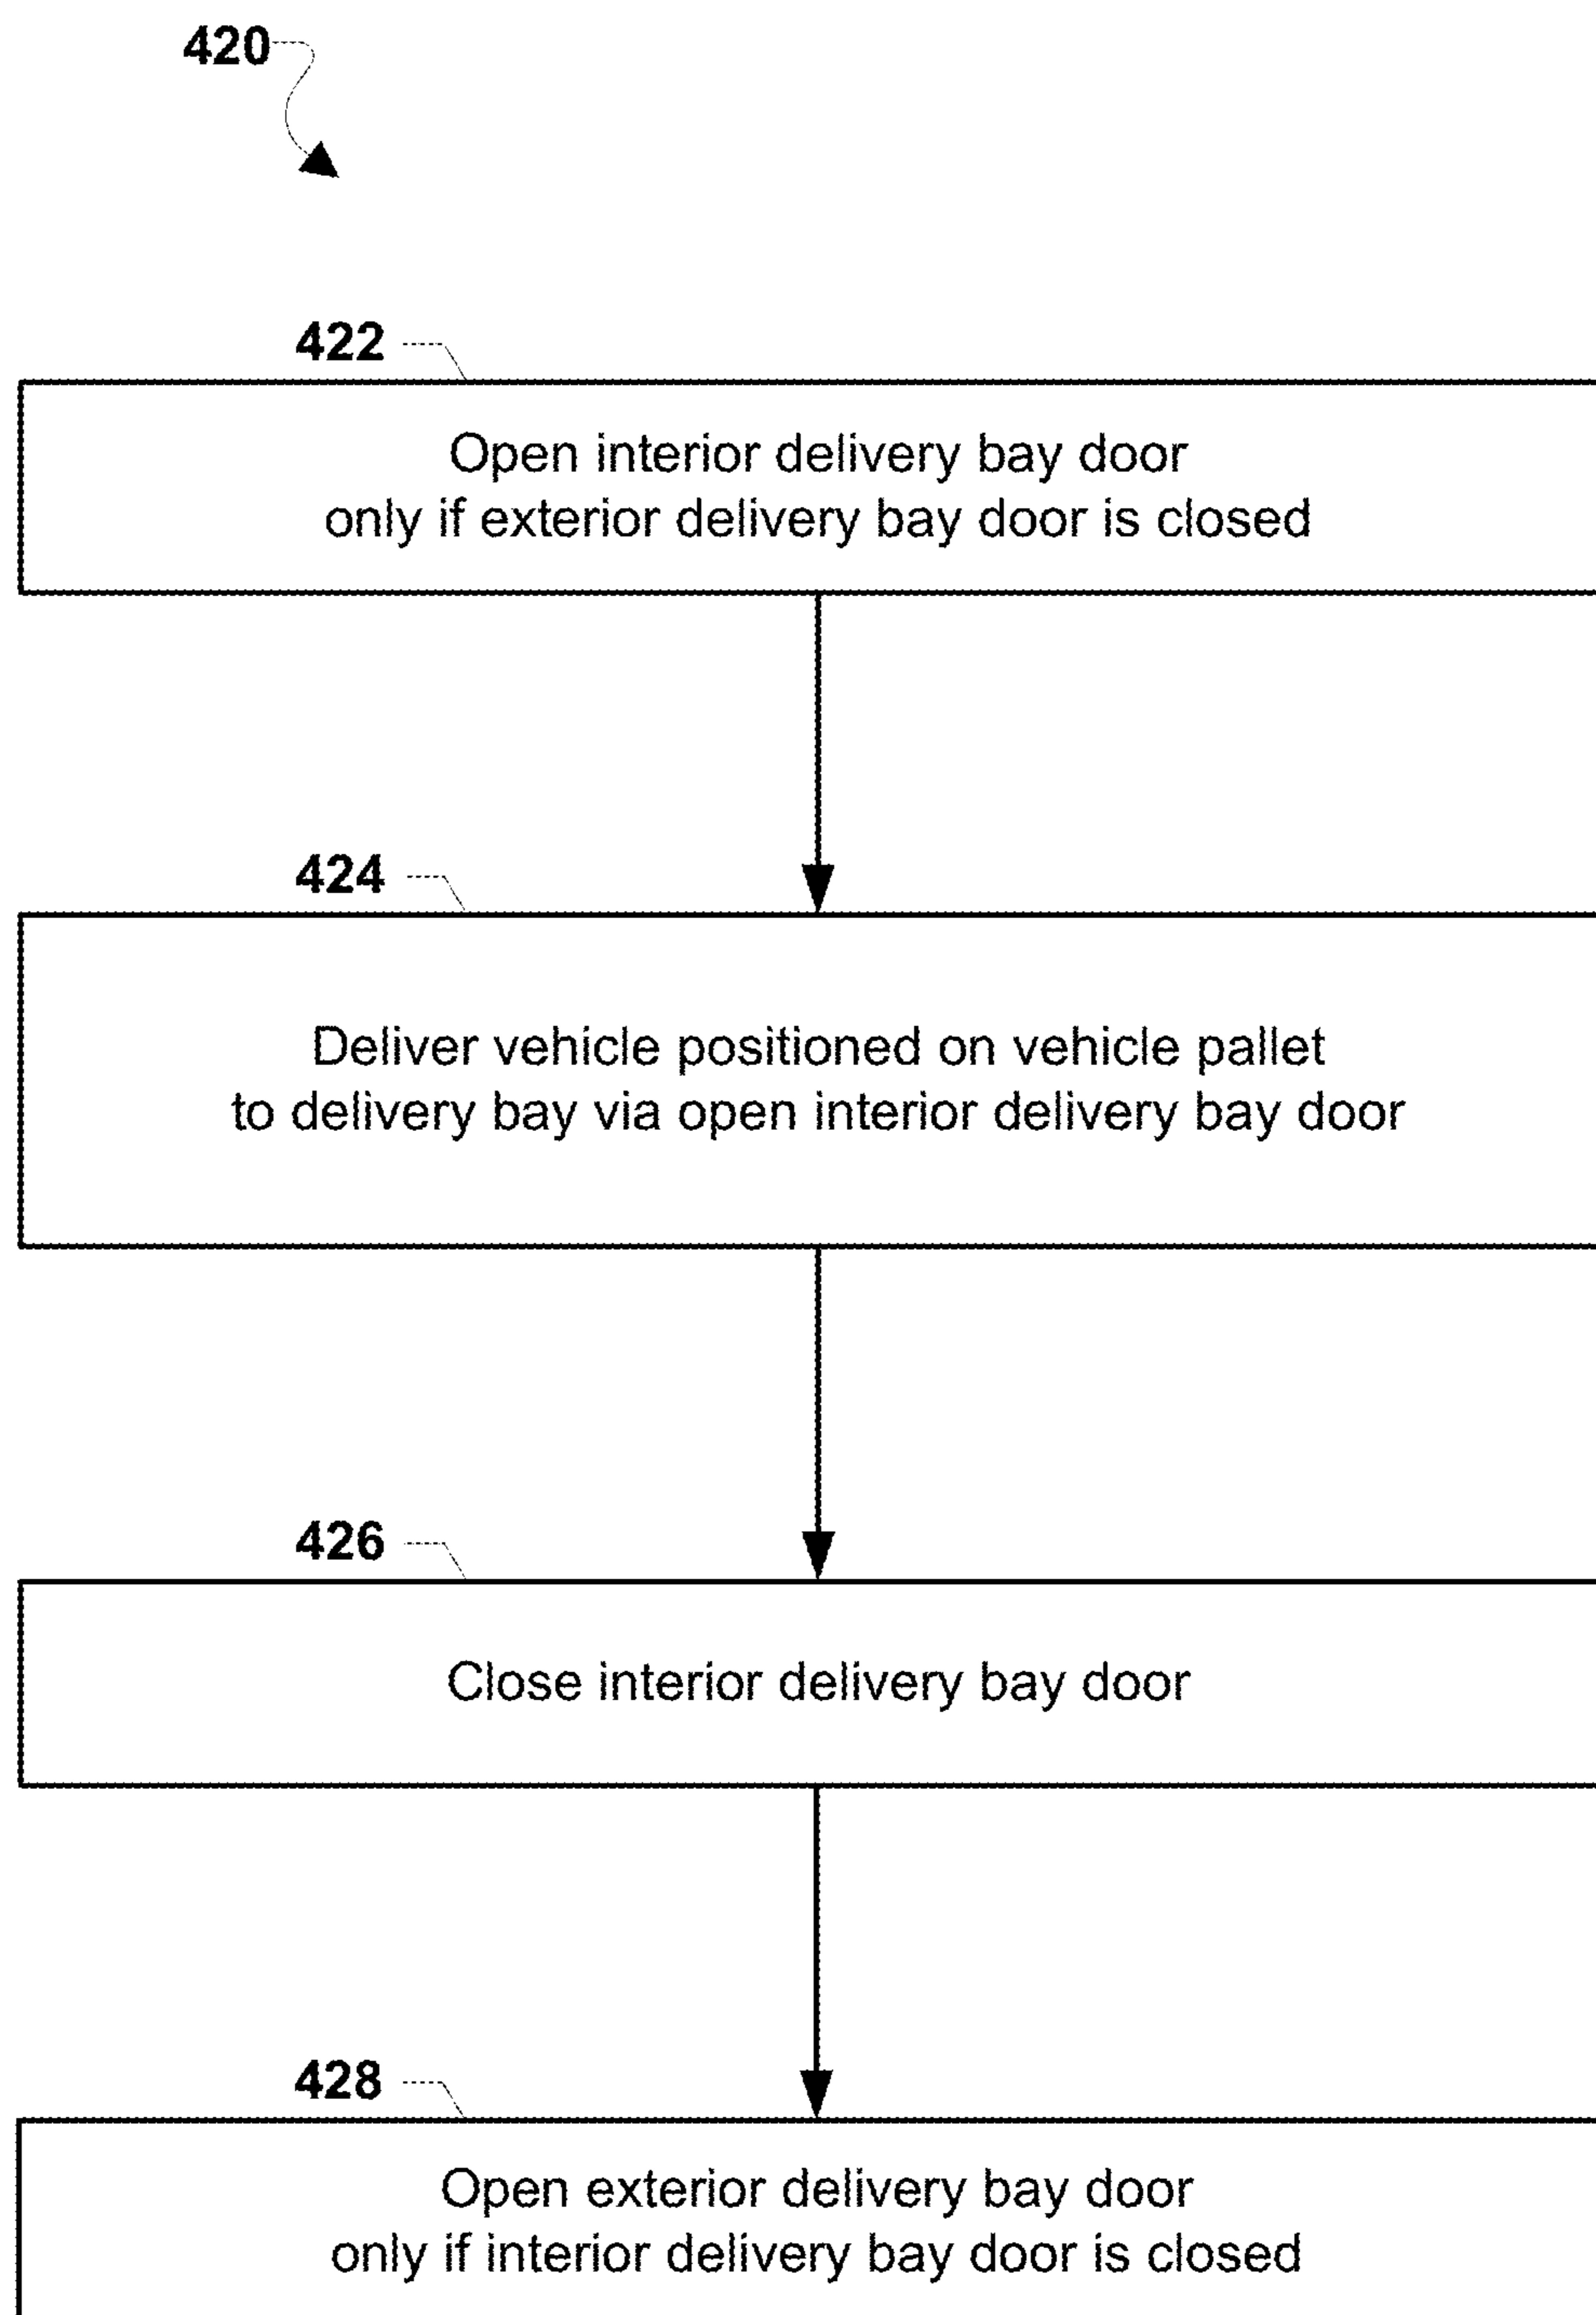 420
422
Open interior delivery bay door
only if exterior delivery bay door is closed
424
Deliver vehicle positioned on vehicle pallet
to delivery bay via open interior delivery bay door
426
Close interior delivery bay door
428
Open exterior delivery bay door
only if interior delivery bay door is closed